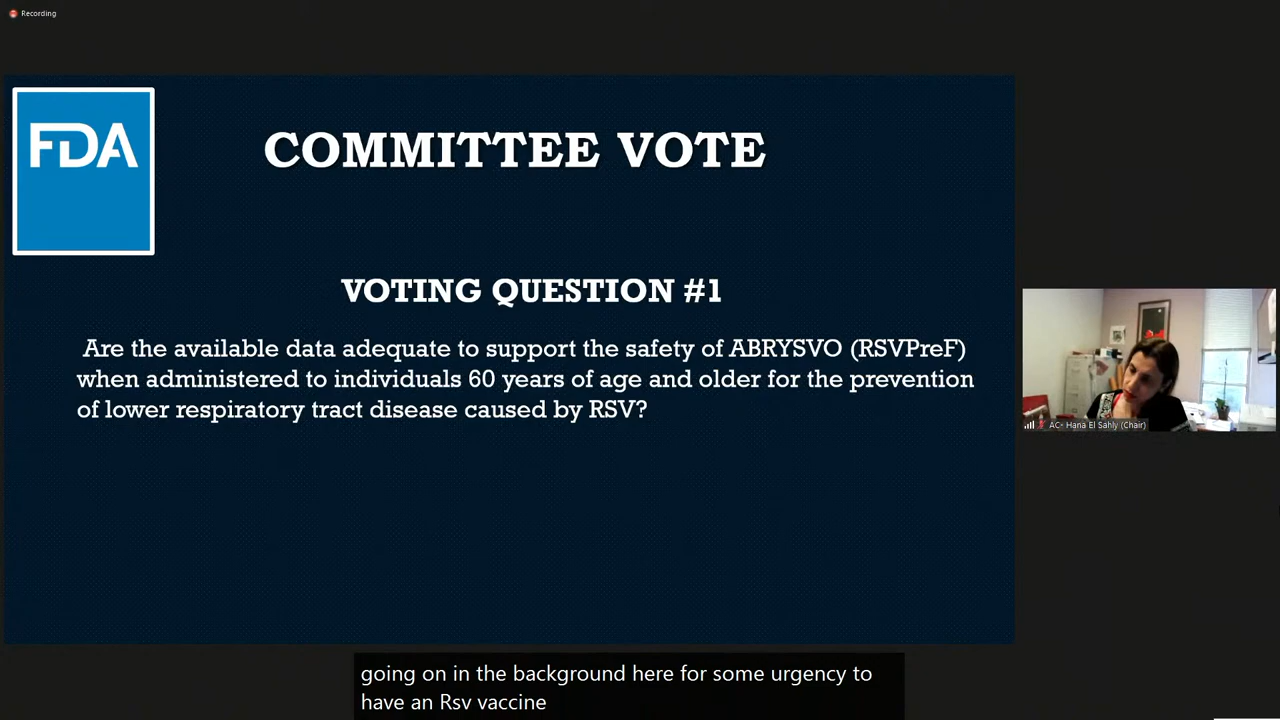 Recording
FDA
COMMITTEE VOTE
VOTING QUESTION #1
Are the available data adequate to support the safety of ABRYSVO (RSVPreF)
when administered to individuals 60 years of age and older for the prevention
of lower respiratory tract disease caused by RSV?
AC- Hana El Sahly (Chair)
going on in the background here for some urgency to
have an Rsv vaccine